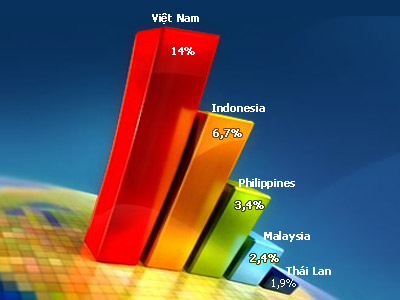 Việt Nam
14%
Indonesia
6,7%
Philippines
3,4%
Malaysia
2,4%
Thái Lan
1,9%